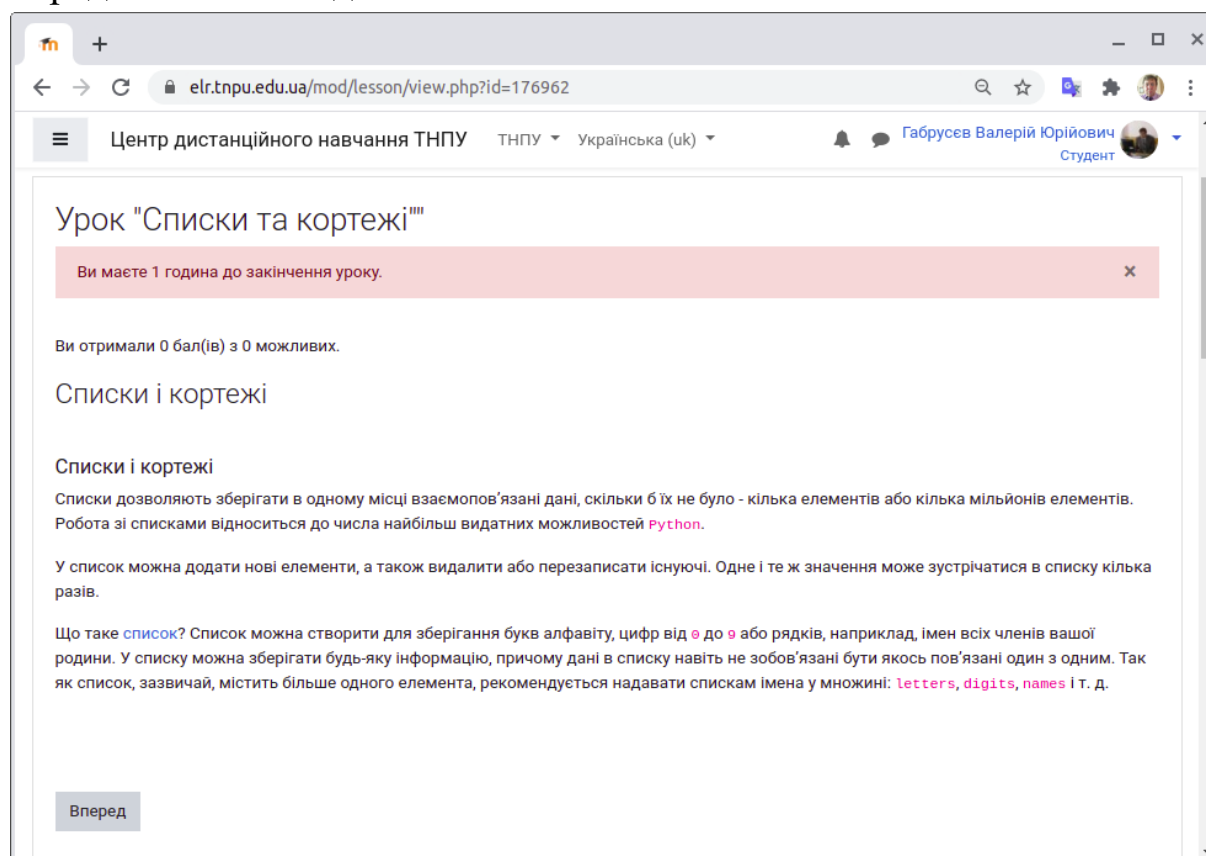 elr.tnpu.edu.ua/mod/lesson/view.php?id=176962
Центр дистанційного навчання ТНПУ ТНПУ Українська (uk) Габрусєв Валерій Юрійович
Студент
Урок "Списки та кортежі""
Ви маєте 1 година до закінчення уроку.
Ви отримали 0 бал(ів) з 0 можливих.
Списки і кортежі
Списки і кортежі
Списки дозволяють зберігати в одному місці взаємопов’язані дані, скільки б їх не було - кілька елементів або кілька мільйонів елементів.
Робота зі списками відноситься до числа найбільш видатних можливостей Python.
У список можна додати нові елементи, а також видалити або перезаписати існуючі. Одне і те ж значення може зустрічатися в списку кілька
разів.
Що таке список? Список можна створити для зберігання букв алфавіту, цифр від 0 до 9 або рядків, наприклад, імен всіх членів вашої
родини. У списку можна зберігати будь-яку інформацію, причому дані в списку навіть не зобов’язані бути якось пов’язані один з одним. Так
як список, зазвичай, містить більше одного елемента, рекомендується надавати спискам імена у множині: letters, digits, names і т. д.
Вперед